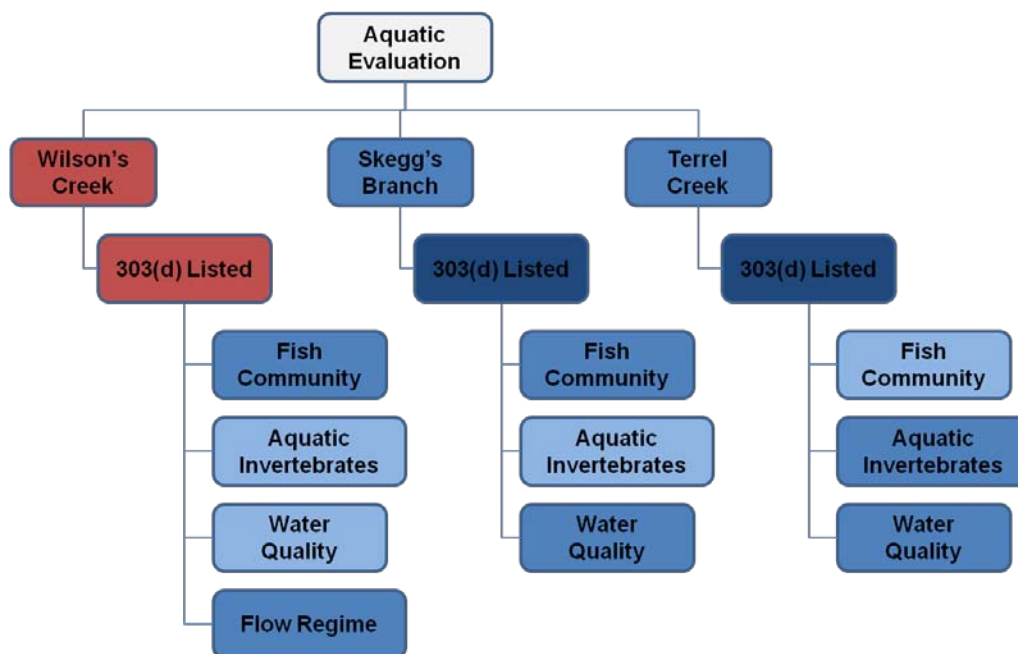 Aquatic
Evaluation
Wilson's
Creek
Skegg's
Branch
Terrel
Creek
303(d) Listed
303(d) Listed
303(d) Listed
Fish
Community
Fish
Community
Fish
Community
Aquatic
Invertebrates
Aquatic
Invertebrates
Aquatic
Invertebrates
Water
Quality
Water
Quality
Water
Quality
Flow Regime